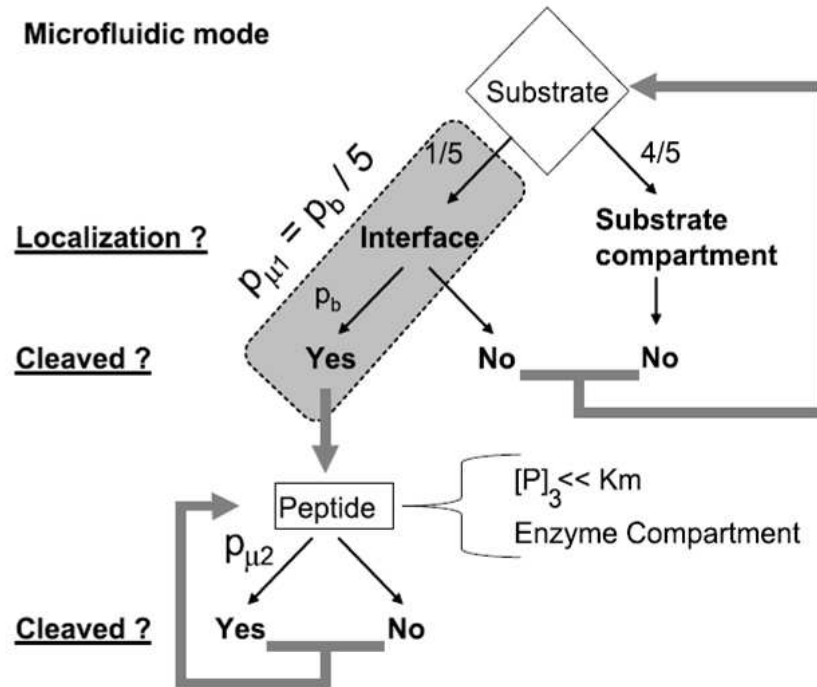 Microfluidic mode
Substrate
1/5
4/5
pμ1 = pb / 5
Localization ?
Interface
Substrate
compartment
pb
Cleaved ?
Yes
No
No
Peptide
[P]3 << Km
Enzyme Compartment
pμ2
Cleaved ?
Yes
No